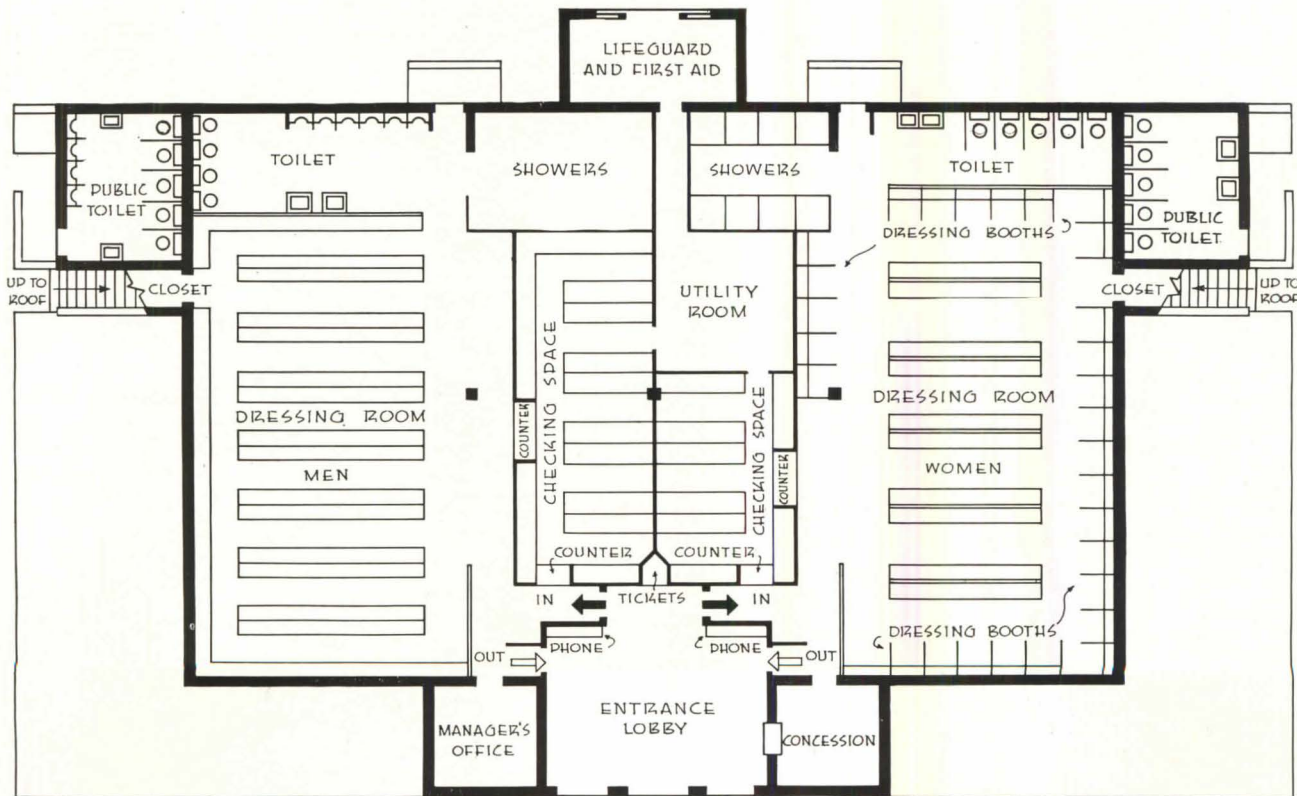 LIFEGUARD
AND FIRST AID
TOILET
SHOWERS
SHOWERS
TOILET
PUBLIC
TOILET
PUBLIC
TOILET
DRESSING BOOTHS
UP TO
ROOF
CLOSET
UTILITY
ROOM
CLOSET
UP TO
ROOF
CHECKING SPACE
CHECKING SPACE
DRESSING ROOM
COUNTER
COUNTER
DRESSING ROOM
MEN
WOMEN
COUNTER
COUNTER
IN
TICKETS
IN
PHONE
PHONE
DRESSING BOOTHS
OUT
OUT
ENTRANCE
LOBBY
MANAGER'S
OFFICE
CONCESSION